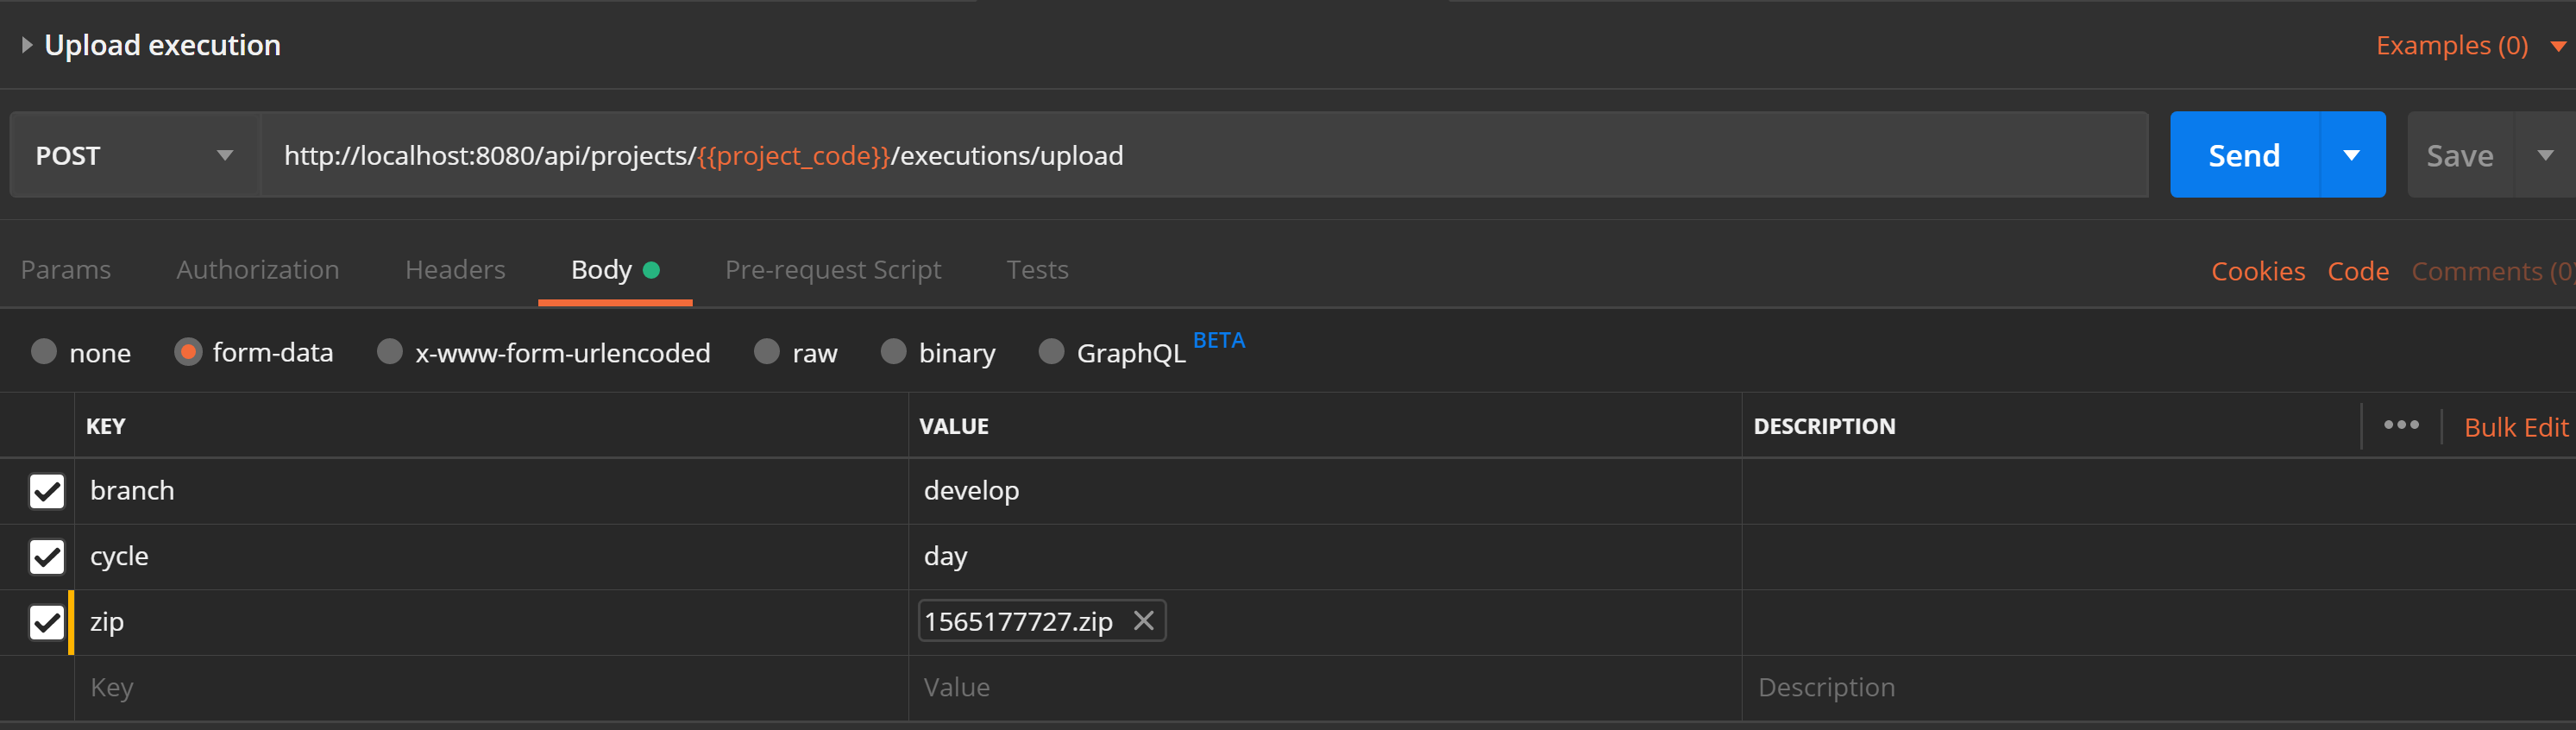 Upload execution
Examples (0)
POST
http://localhost:8080/api/projects/{{project_code}}/executions/upload
Send
Save
Params
Authorization
Headers
Body
Pre-request Script
Tests
Cookies
Code
Comments (0)
none
form-data
x-www-form-urlencoded
raw
binary
GraphQL
BETA
KEY
VALUE
DESCRIPTION
Bulk Edit
branch
develop
cycle
day
zip
1565177727.zip
Key
Value
Description